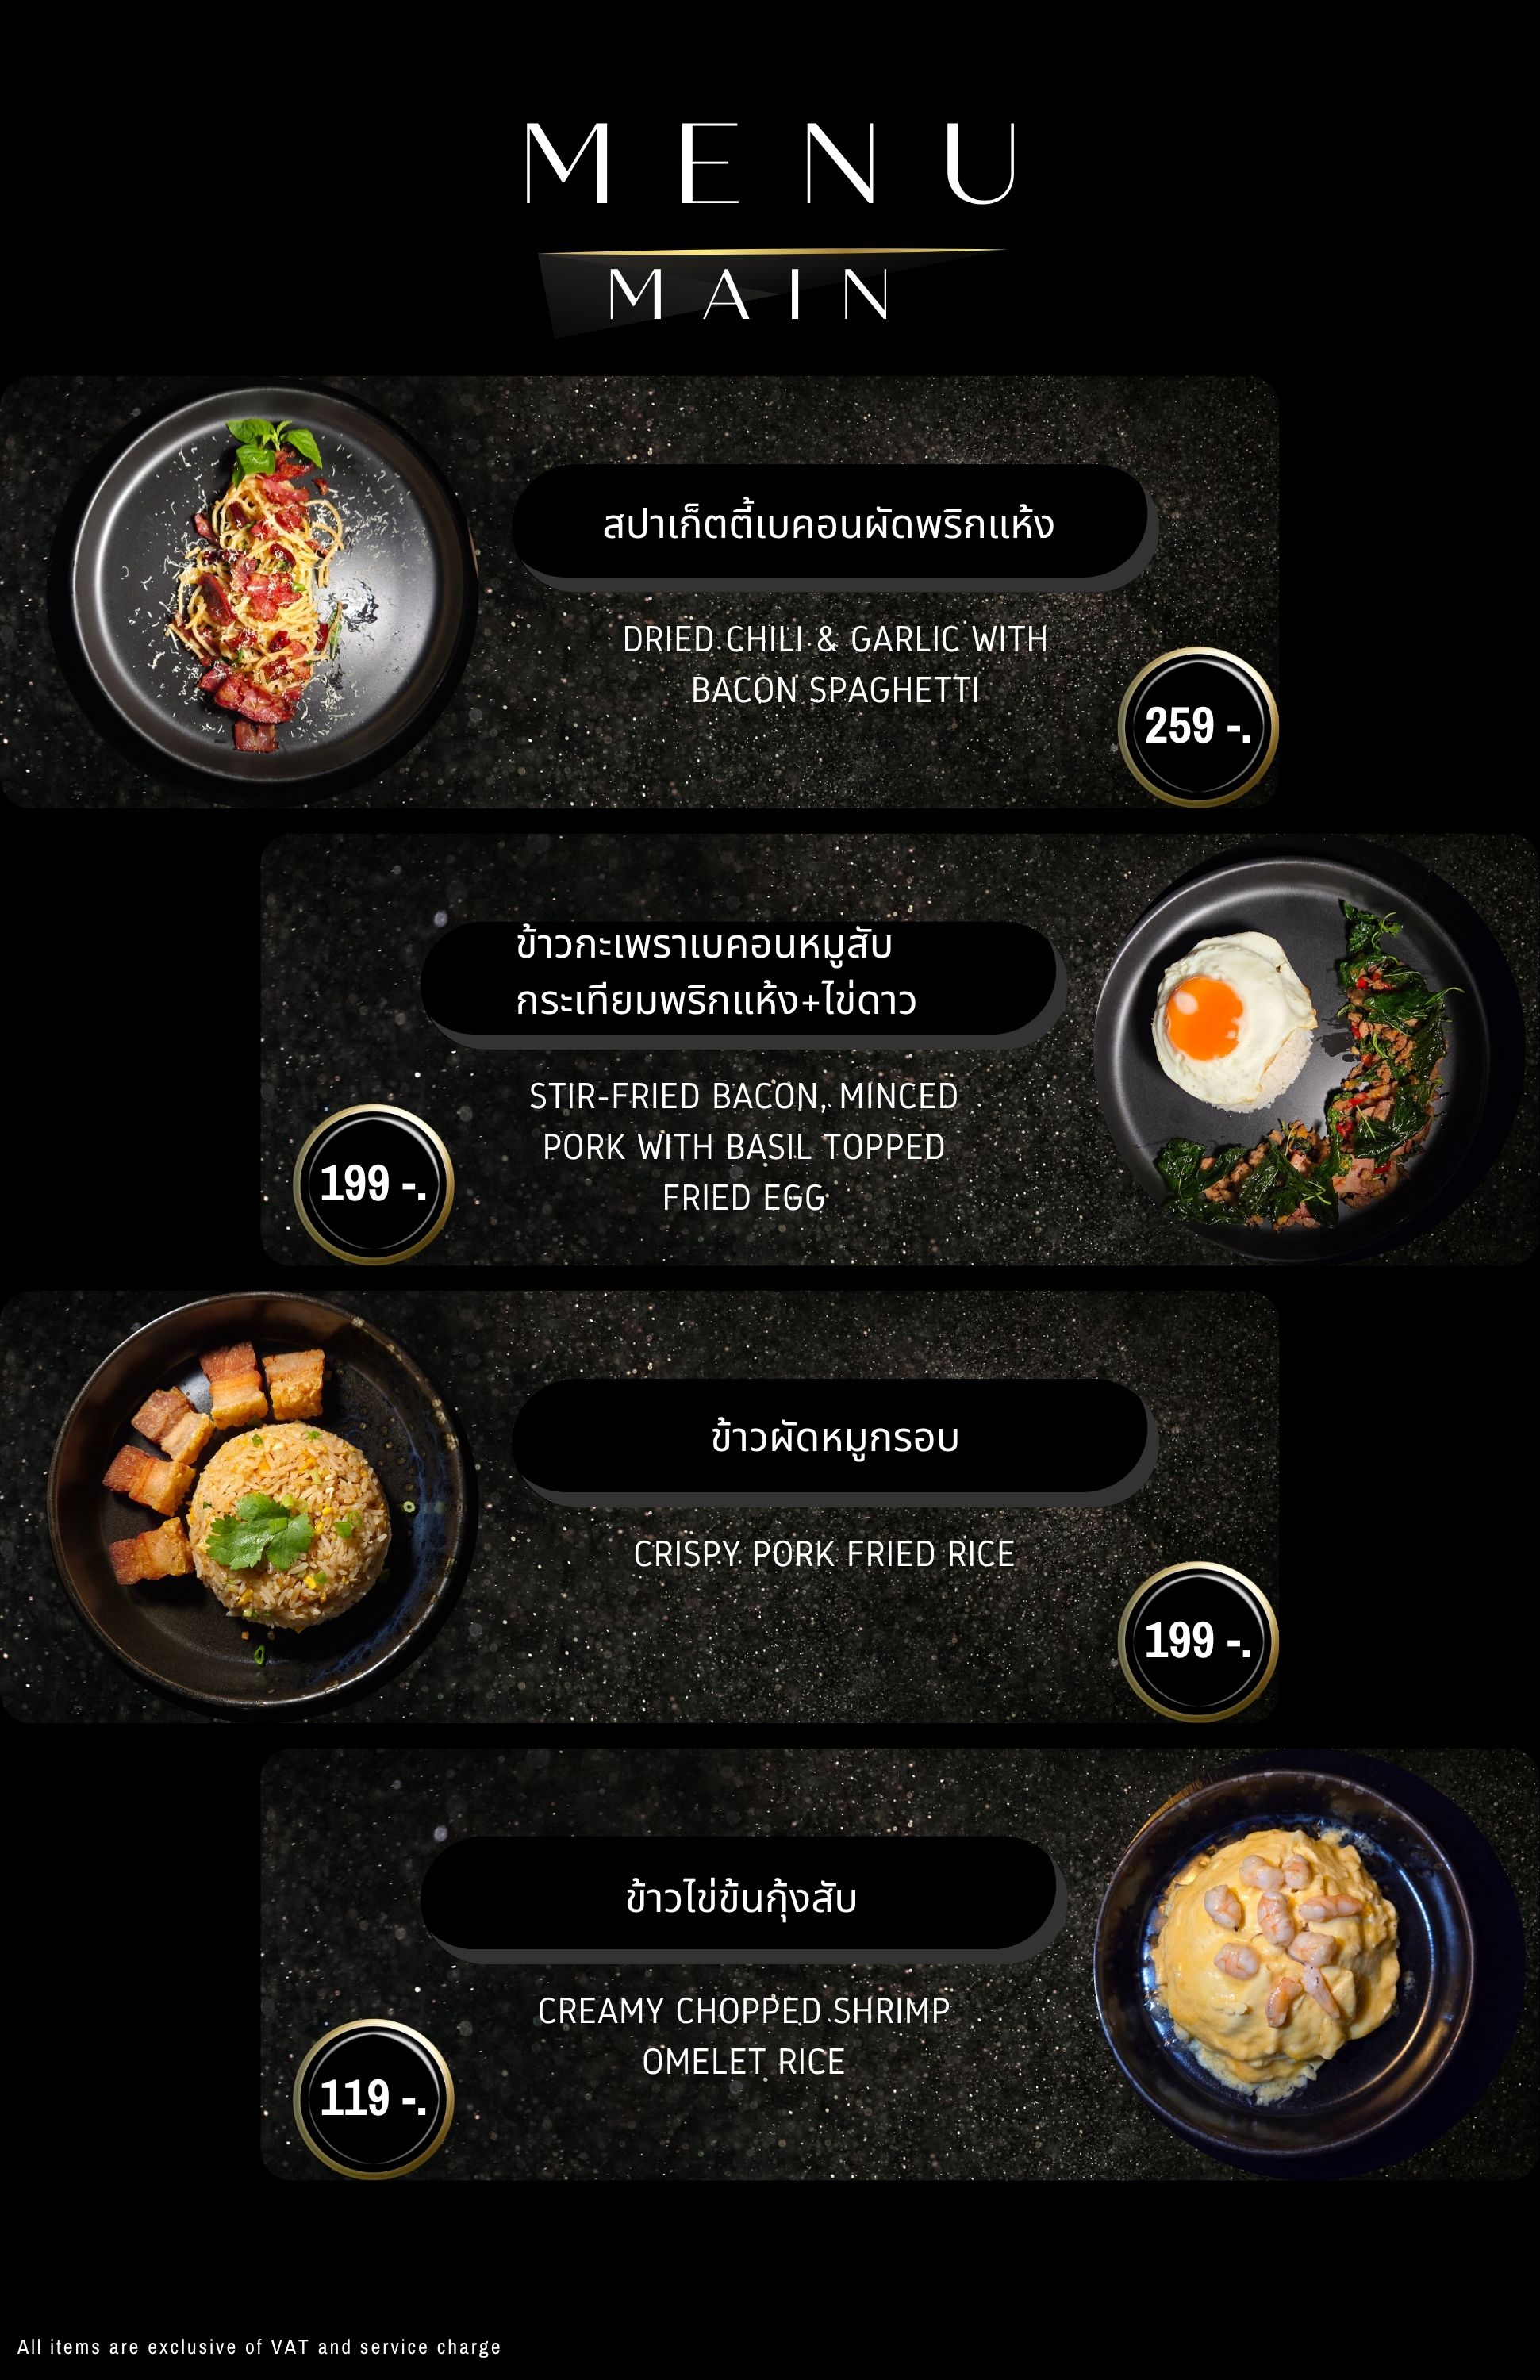 MENU
MAIN
สปาเก็ตตี้เบคอนผัดพริกแห้ง
DRIED CHILI & GARLIC WITH
BACON SPAGHETTI
259 -.
ข้าวกะเพราเบคอนหมูสับ
กระเทียมพริกแห้ง+ไข่ดาว
STIR-FRIED BACON, MINCED
PORK WITH BASIL TOPPED
FRIED EGG
199 -.
ข้าวผัดหมูกรอบ
CRISPY PORK FRIED RICE
199 -.
ข้าวไข่ข้นกุ้งสับ
CREAMY CHOPPED SHRIMP
OMELET RICE
119 -.
All items are exclusive of VAT and service charge